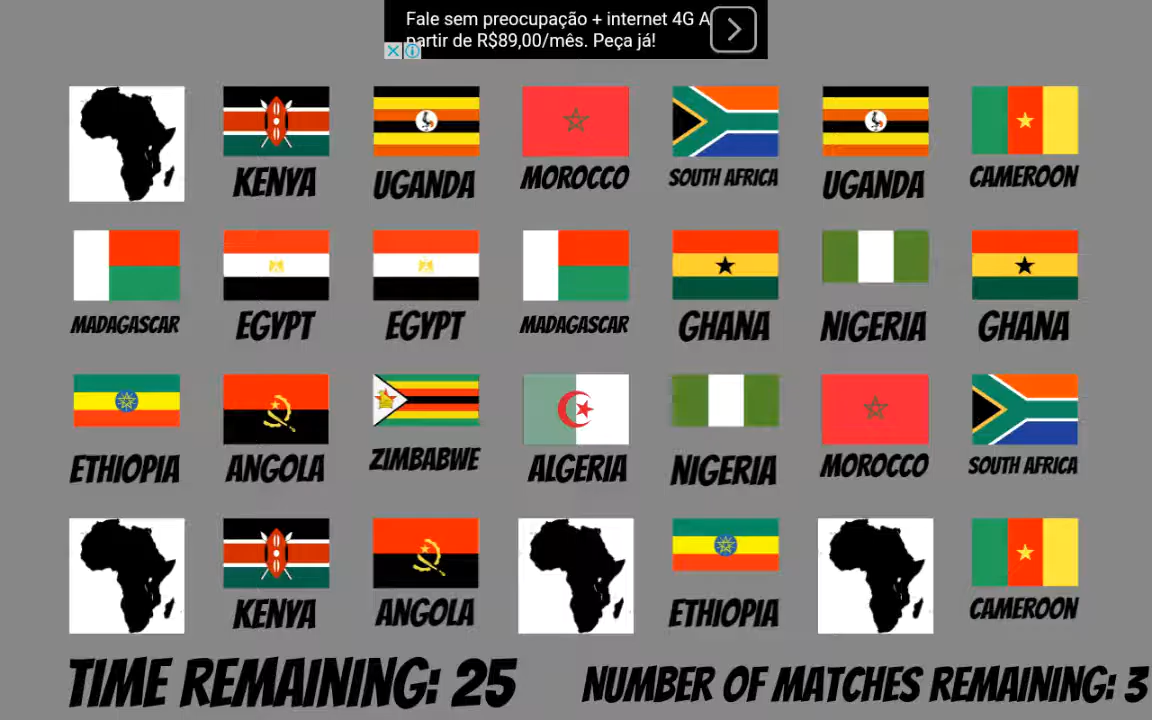 Fale sem preocupação + internet 4G A
partir de R$89,00/mês. Peça já!
KENYA UGANDA MOROCCO SOUTH AFRICA UGANDA CAMEROON
MADAGASCAR EGYPT EGYPT MADAGASCAR GHANA NIGERIA GHANA
ETHIOPIA ANGOLA ZIMBABWE ALGERIA NIGERIA MOROCCO SOUTH AFRICA
KENYA ANGOLA ETHIOPIA CAMEROON
TIME REMAINING: 25 NUMBER OF MATCHES REMAINING: 3